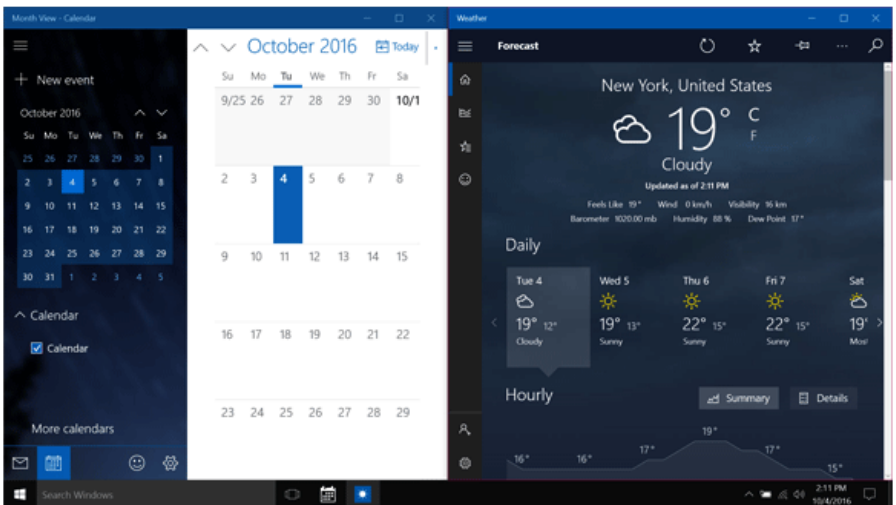 Month View - Calendar
New event
October 2016
Su Mo Tu We Th Fr Sa
25 26 27 28 29 30 1
2 3 4 5 6 7 8
9 10 11 12 13 14 15
16 17 18 19 20 21 22
23 24 25 26 27 28 29
30 31 1 2 3 4 5
Calendar
Calendar
More calendars
October 2016 Today
Su Mo Tu We Th Fr Sa
9/25 26 27 28 29 30 10/1
2 3 4 5 6 7 8
9 10 11 12 13 14 15
16 17 18 19 20 21 22
23 24 25 26 27 28 29
Weather
Forecast
New York, United States
19° C
F
Cloudy
Updated as of 2:11 PM
Feels Like 19° Wind 0 km/h Visibility 16 km
Barometer 1020.00 mb Humidity 88 % Dew Point 17°
Daily
Tue 4 Wed 5 Thu 6 Fri 7 Sat
19° 12° 19° 13° 22° 15° 22° 15° 19°
Cloudy Sunny Sunny Sunny Most
Hourly Summary Details
16° 16° 17° 19° 17° 15°
Search Windows
2:11 PM
10/4/2016